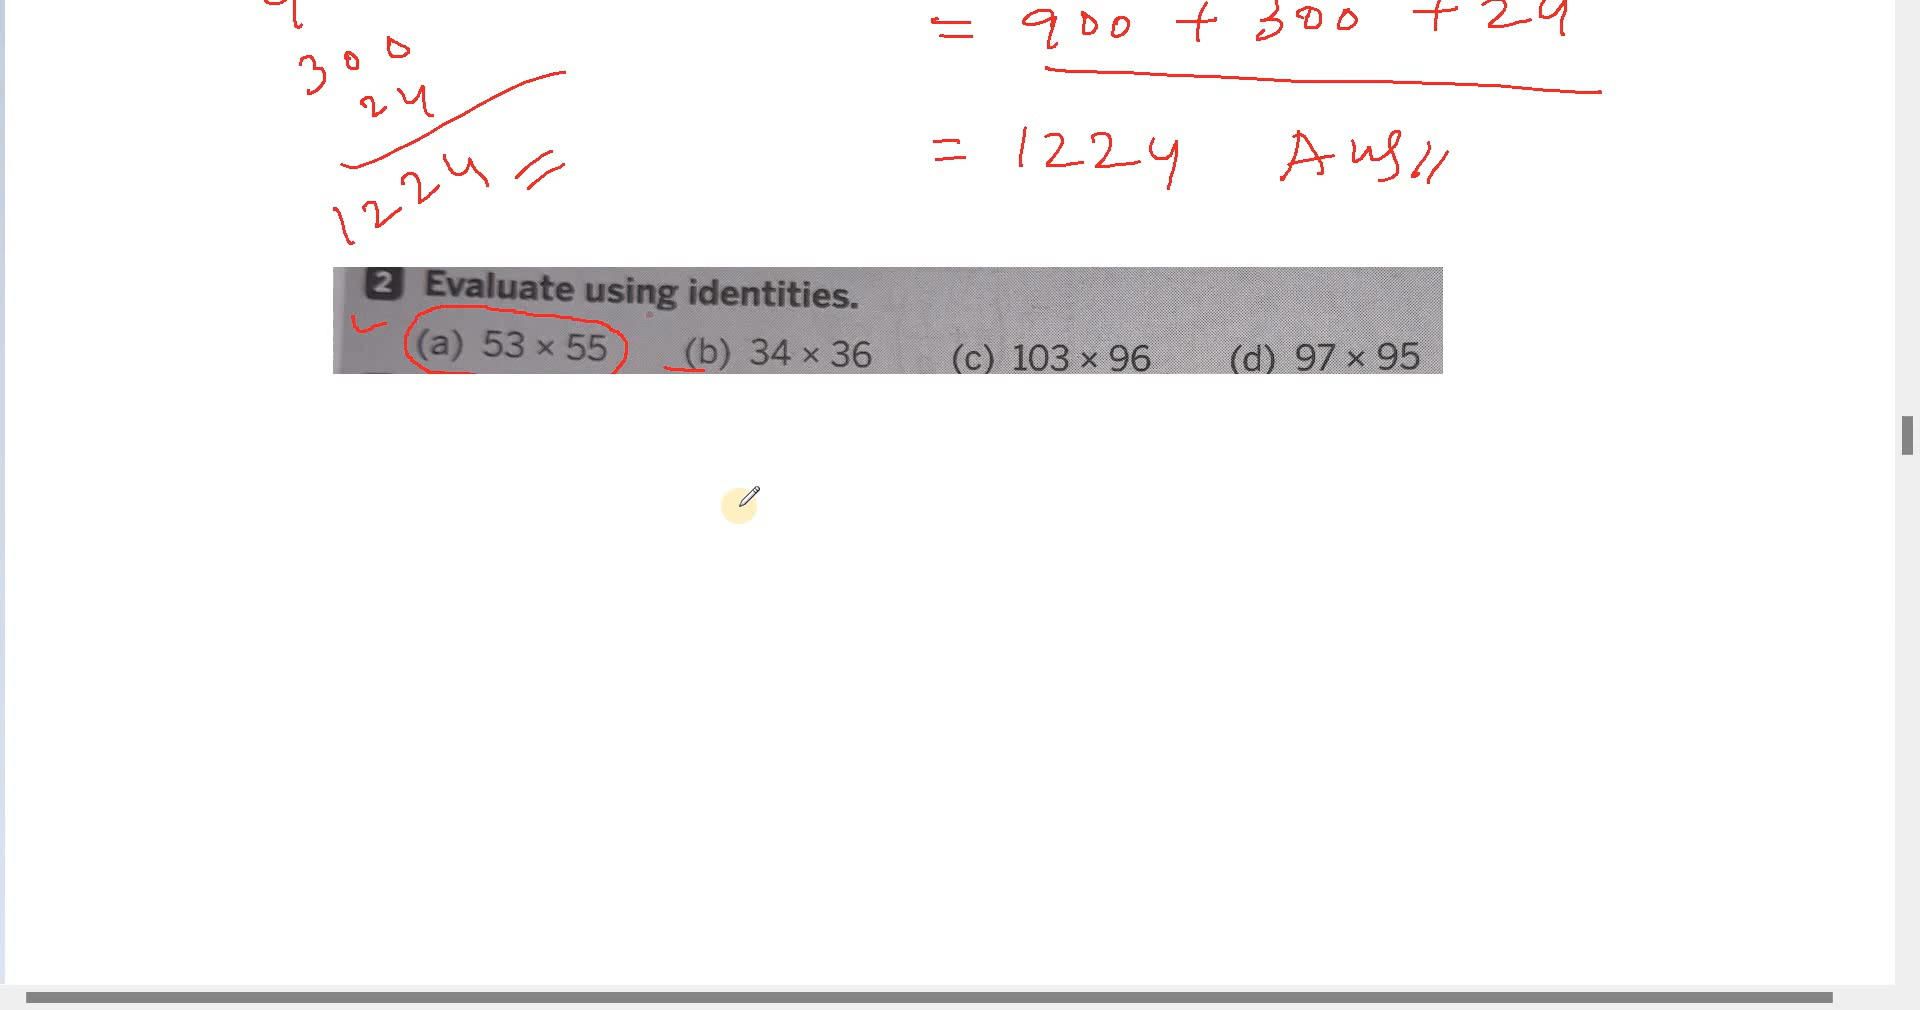 = 900 + 300 + 24
300
24
1224 =
= 1224 Ans
2 Evaluate using identities.
(a) 53 × 55 (b) 34 × 36 (c) 103 × 96 (d) 97 × 95